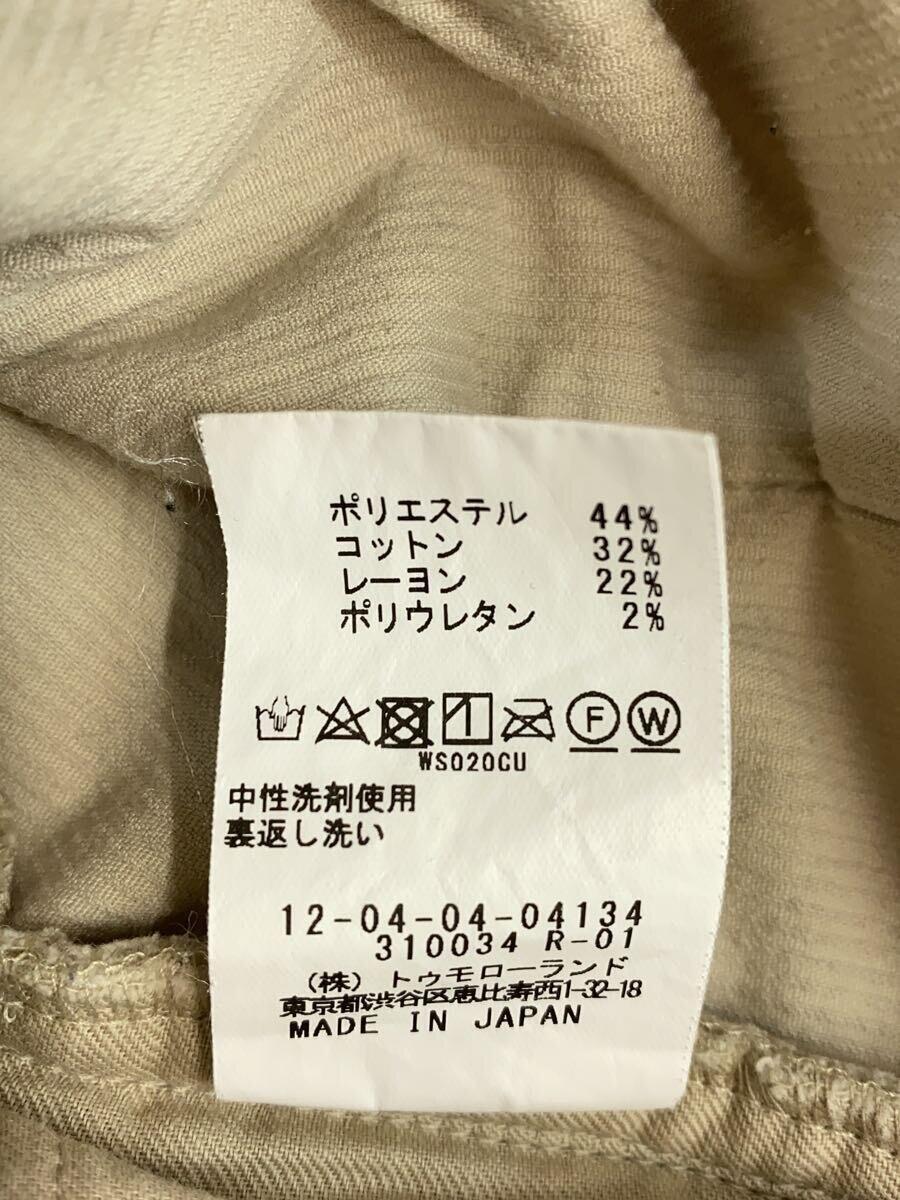 ポリエステル 44%
コットン 32%
レーヨン 22%
ポリウレタン 2%
F W
WS020CU
中性洗剤使用
裏返し洗い
12-04-04-04134
310034 R-01
(株) トゥモローランド
東京都渋谷区恵比寿西1-32-18
MADE IN JAPAN